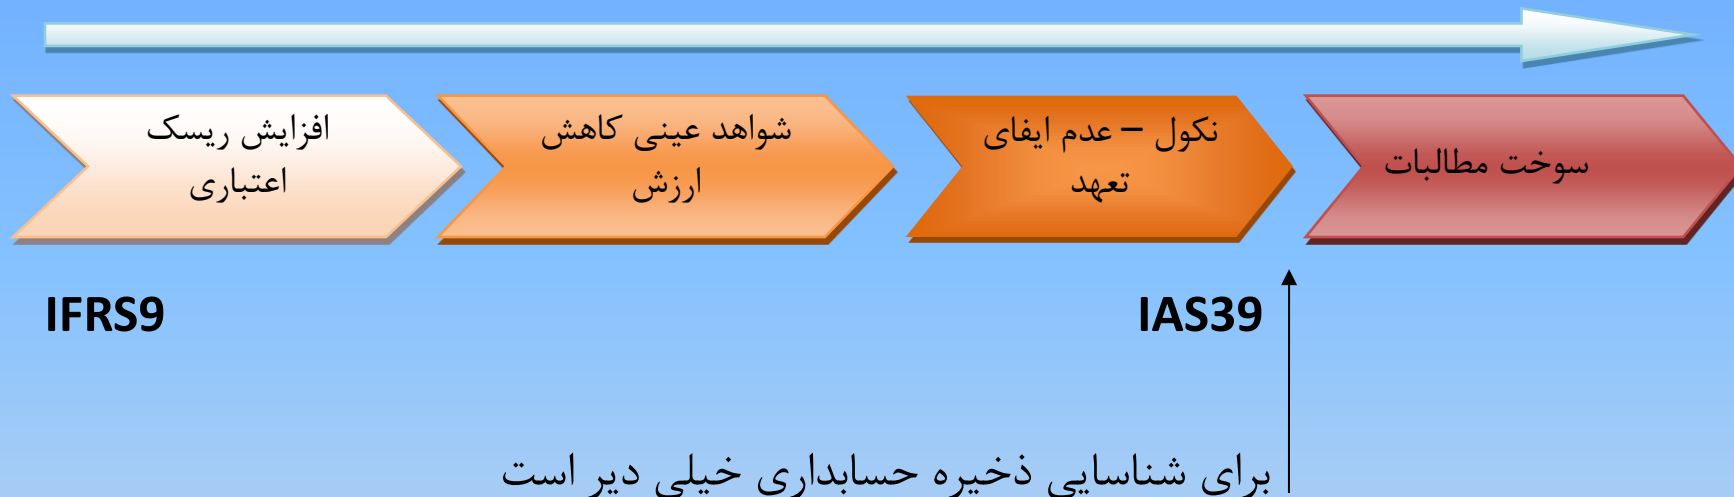 افزایش ریسک
اعتباری
شواهد عینی کاهش
ارزش
نکول – عدم ایفای
تعهد
سوخت مطالبات
IFRS9
IAS39
برای شناسایی ذخیره حسابداری خیلی دیر است